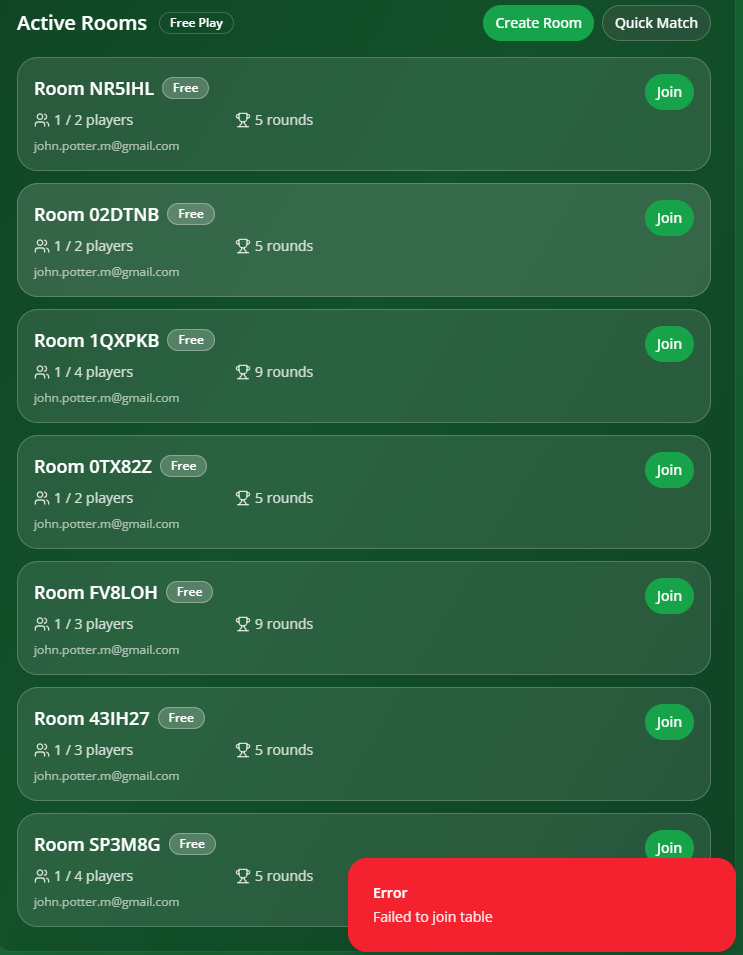 Active Rooms Free Play Create Room Quick Match
Room NR5IHL Free Join
1 / 2 players 5 rounds
john.potter.m@gmail.com
Room 02DTNB Free Join
1 / 2 players 5 rounds
john.potter.m@gmail.com
Room 1QXPKB Free Join
1 / 4 players 9 rounds
john.potter.m@gmail.com
Room 0TX82Z Free Join
1 / 2 players 5 rounds
john.potter.m@gmail.com
Room FV8LOH Free Join
1 / 3 players 9 rounds
john.potter.m@gmail.com
Room 43IH27 Free Join
1 / 3 players 5 rounds
john.potter.m@gmail.com
Room SP3M8G Free Join
1 / 4 players 5 rounds
john.potter.m@gmail.com
Error
Failed to join table